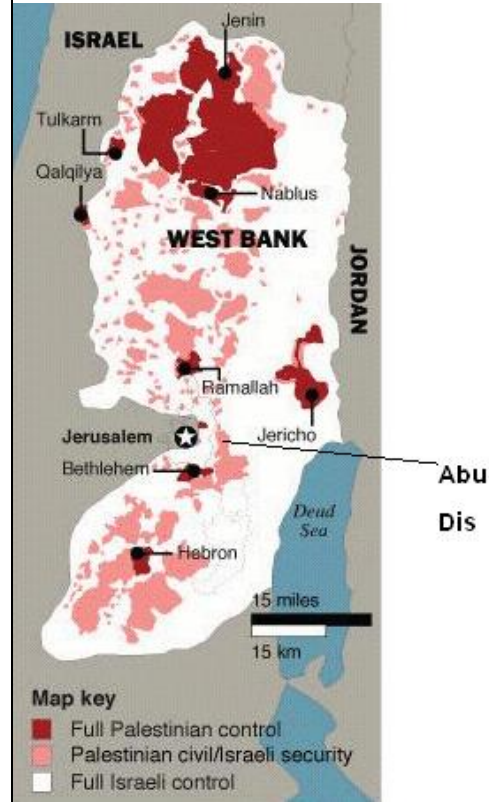 Jenin
ISRAEL
Tulkarm
Qalqilya
Nablus
WEST BANK
JORDAN
Ramallah
Jerusalem
Jericho
Bethlehem
Abu
Dis
Dead
Sea
Hebron
15 miles
15 km
Map key
Full Palestinian control
Palestinian civil/Israeli security
Full Israeli control